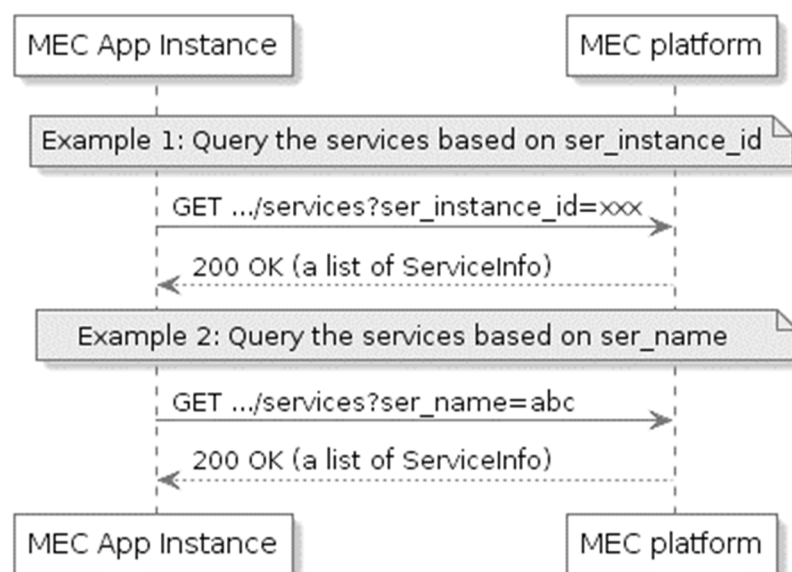 MEC App Instance
MEC platform
Example 1: Query the services based on ser_instance_id
GET .../services?ser_instance_id=xxx
200 OK (a list of ServiceInfo)
Example 2: Query the services based on ser_name
GET .../services?ser_name=abc
200 OK (a list of ServiceInfo)
MEC App Instance
MEC platform